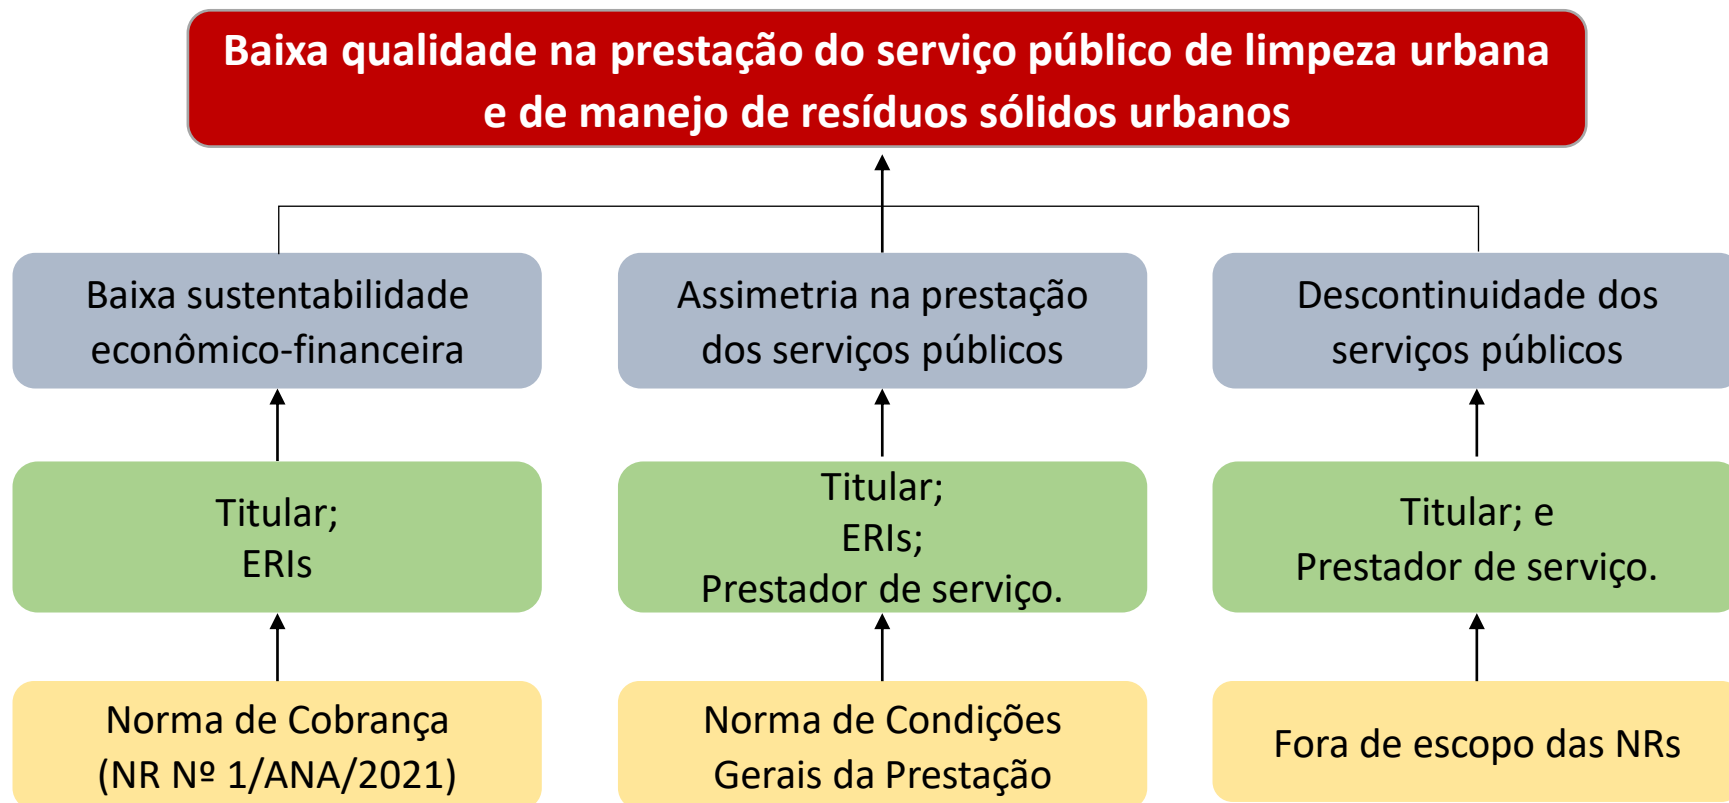 Baixa qualidade na prestação do serviço público de limpeza urbana
e de manejo de resíduos sólidos urbanos
Baixa sustentabilidade
econômico-financeira
Assimetria na prestação
dos serviços públicos
Descontinuidade dos
serviços públicos
Titular;
ERIs
Titular;
ERIs;
Prestador de serviço.
Titular; e
Prestador de serviço.
Norma de Cobrança
(NR Nº 1/ANA/2021)
Norma de Condições
Gerais da Prestação
Fora de escopo das NRs